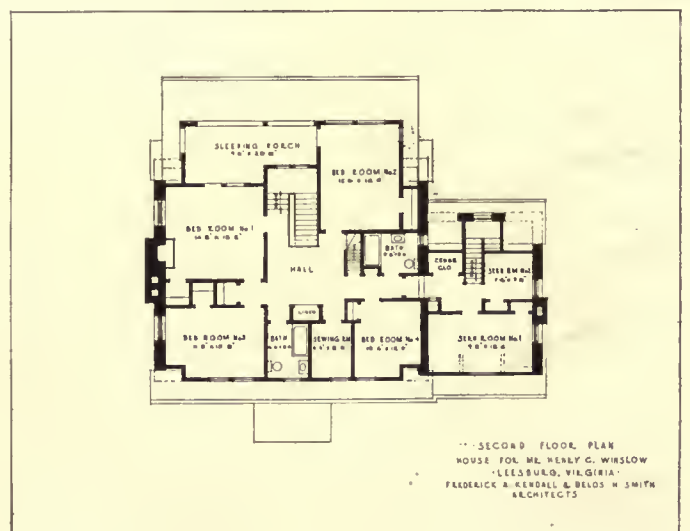 SLEEPING PORCH
BED ROOM No 2
BED ROOM No 1
BATH
HALL
CEDAR
CLO
SERV RM No 2
LINEN
BED ROOM No 3
BATH
SEWING RM
BED ROOM No 4
SERV ROOM No 1
SECOND FLOOR PLAN
HOUSE FOR MR HENRY C. WINSLOW
·LEESBURG, VIRGINIA·
FREDERICK A KENDALL & DELOS H SMITH
ARCHITECTS